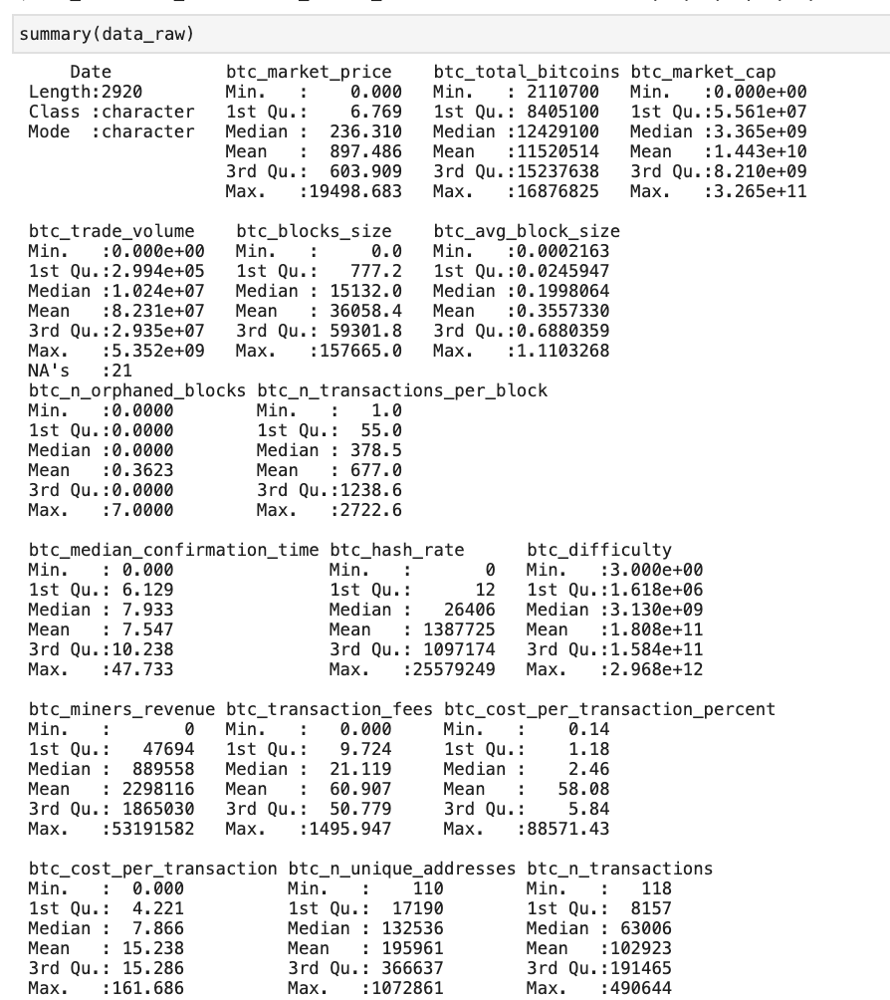 summary(data_raw)
     Date           btc_market_price    btc_total_bitcoins btc_market_cap
 Length:2920        Min.   :    0.000   Min.   : 2110700   Min.   :0.000e+00
 Class :character   1st Qu.:    6.769   1st Qu.: 8405100   1st Qu.:5.561e+07
 Mode  :character   Median :  236.310   Median :12429100   Median :3.365e+09
                    Mean   :  897.486   Mean   :11520514   Mean   :1.443e+10
                    3rd Qu.:  603.909   3rd Qu.:15237638   3rd Qu.:8.210e+09
                    Max.   :19498.683   Max.   :16876825   Max.   :3.265e+11
 btc_trade_volume    btc_blocks_size    btc_avg_block_size
 Min.   :0.000e+00   Min.   :     0.0   Min.   :0.0002163
 1st Qu.:2.994e+05   1st Qu.:   777.2   1st Qu.:0.0245947
 Median :1.024e+07   Median : 15132.0   Median :0.1998064
 Mean   :8.231e+07   Mean   : 36058.4   Mean   :0.3557330
 3rd Qu.:2.935e+07   3rd Qu.: 59301.8   3rd Qu.:0.6880359
 Max.   :5.352e+09   Max.   :157665.0   Max.   :1.1103268
 NA's   :21
 btc_n_orphaned_blocks btc_n_transactions_per_block
 Min.   :0.0000        Min.   :   1.0
 1st Qu.:0.0000        1st Qu.:  55.0
 Median :0.0000        Median : 378.5
 Mean   :0.3623        Mean   : 677.0
 3rd Qu.:0.0000        3rd Qu.:1238.6
 Max.   :7.0000        Max.   :2722.6
 btc_median_confirmation_time btc_hash_rate      btc_difficulty
 Min.   : 0.000               Min.   :       0   Min.   :3.000e+00
 1st Qu.: 6.129               1st Qu.:      12   1st Qu.:1.618e+06
 Median : 7.933               Median :   26406   Median :3.130e+09
 Mean   : 7.547               Mean   : 1387725   Mean   :1.808e+11
 3rd Qu.:10.238               3rd Qu.: 1097174   3rd Qu.:1.584e+11
 Max.   :47.733               Max.   :25579249   Max.   :2.968e+12
 btc_miners_revenue btc_transaction_fees btc_cost_per_transaction_percent
 Min.   :       0   Min.   :   0.000     Min.   :    0.14
 1st Qu.:   47694   1st Qu.:   9.724     1st Qu.:    1.18
 Median :  889558   Median :  21.119     Median :    2.46
 Mean   : 2298116   Mean   :  60.907     Mean   :   58.08
 3rd Qu.: 1865030   3rd Qu.:  50.779     3rd Qu.:    5.84
 Max.   :53191582   Max.   :1495.947     Max.   :88571.43
 btc_cost_per_transaction btc_n_unique_addresses btc_n_transactions
 Min.   :  0.000          Min.   :    110        Min.   :   118
 1st Qu.:  4.221          1st Qu.:  17190        1st Qu.:  8157
 Median :  7.866          Median : 132536        Median : 63006
 Mean   : 15.238          Mean   : 195961        Mean   :102923
 3rd Qu.: 15.286          3rd Qu.: 366637        3rd Qu.:191465
 Max.   :161.686          Max.   :1072861        Max.   :490644